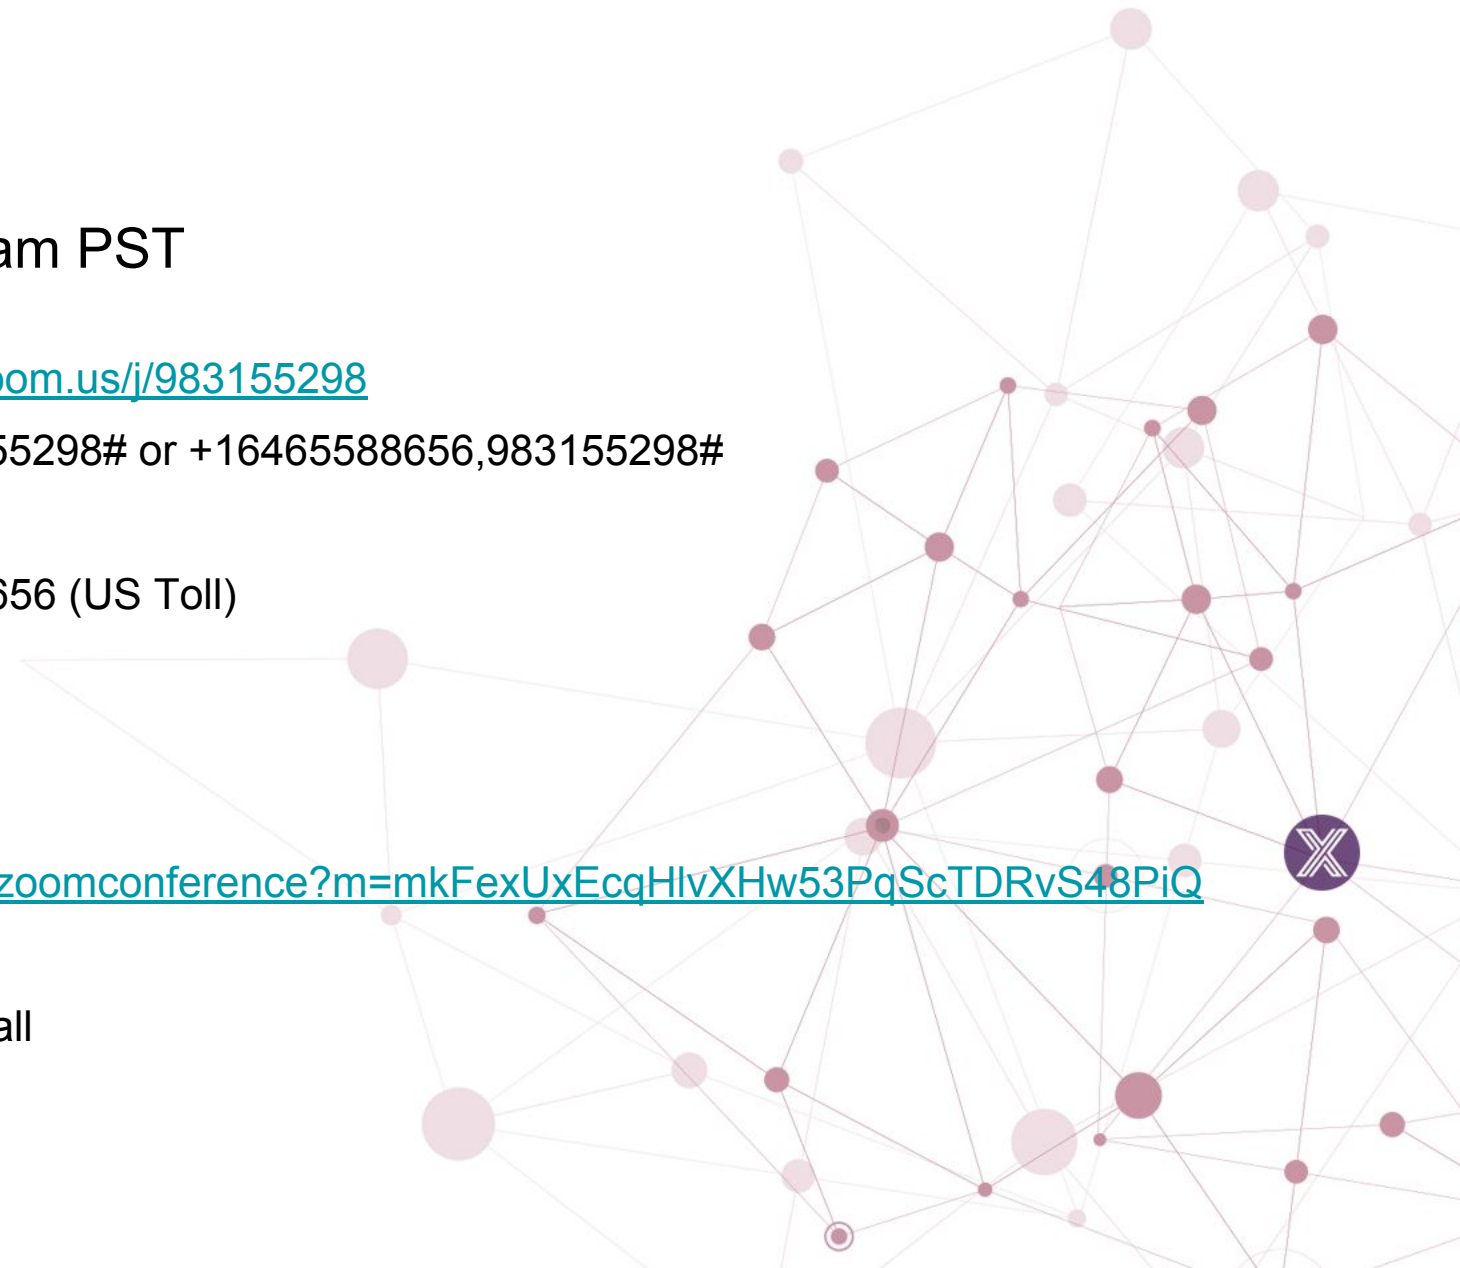 am PST
oom.us/j/983155298
55298# or +16465588656,983155298#
656 (US Toll)
zoomconference?m=mkFexUxEcqHlvXHw53PqScTDRvS48PiQ
all